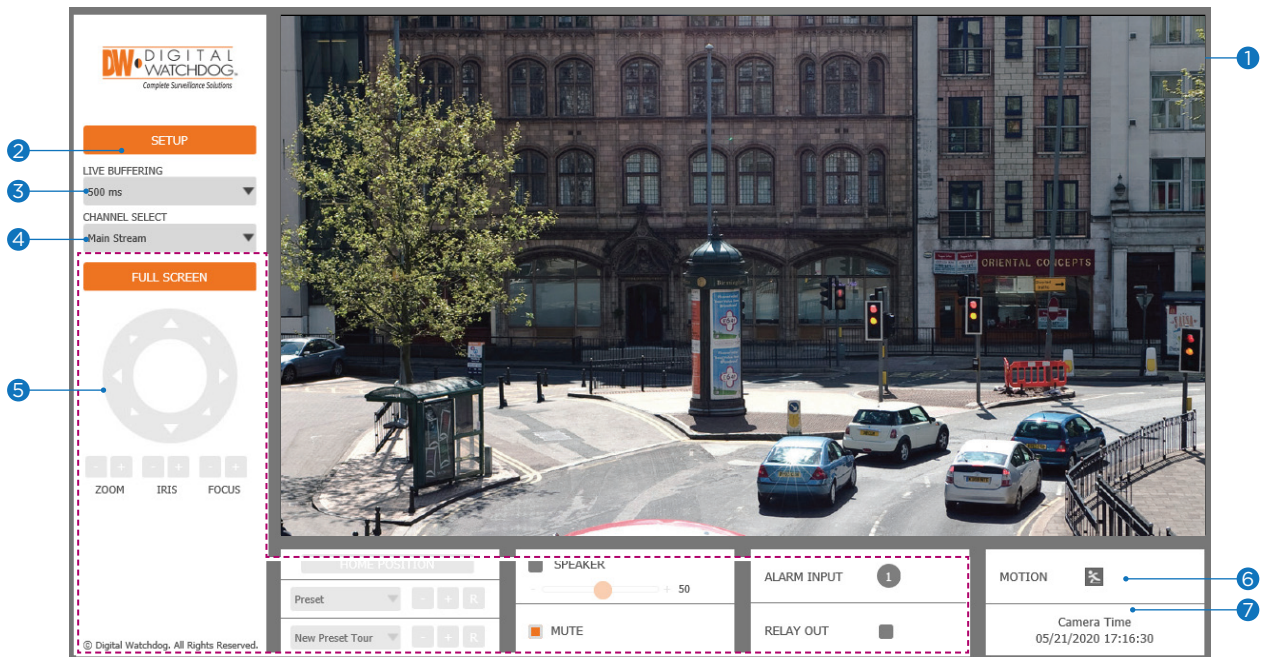 DW DIGITAL
WATCHDOG®
Complete Surveillance Solutions
SETUP
LIVE BUFFERING
500 ms
CHANNEL SELECT
Main Stream
FULL SCREEN
- + - + - +
ZOOM IRIS FOCUS
© Digital Watchdog. All Rights Reserved.
ORIENTAL CONCEPTS
HOME POSITION
Preset - + R
New Preset Tour - + R
SPEAKER
- + 50
MUTE
ALARM INPUT 1
RELAY OUT
MOTION
Camera Time
05/21/2020 17:16:30
1
2
3
4
5
6
7